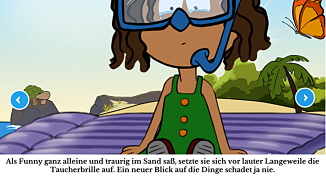 Als Funny ganz alleine und traurig im Sand saß, setzte sie sich vor lauter Langeweile die
Taucherbrille auf. Ein neuer Blick auf die Dinge schadet ja nie.